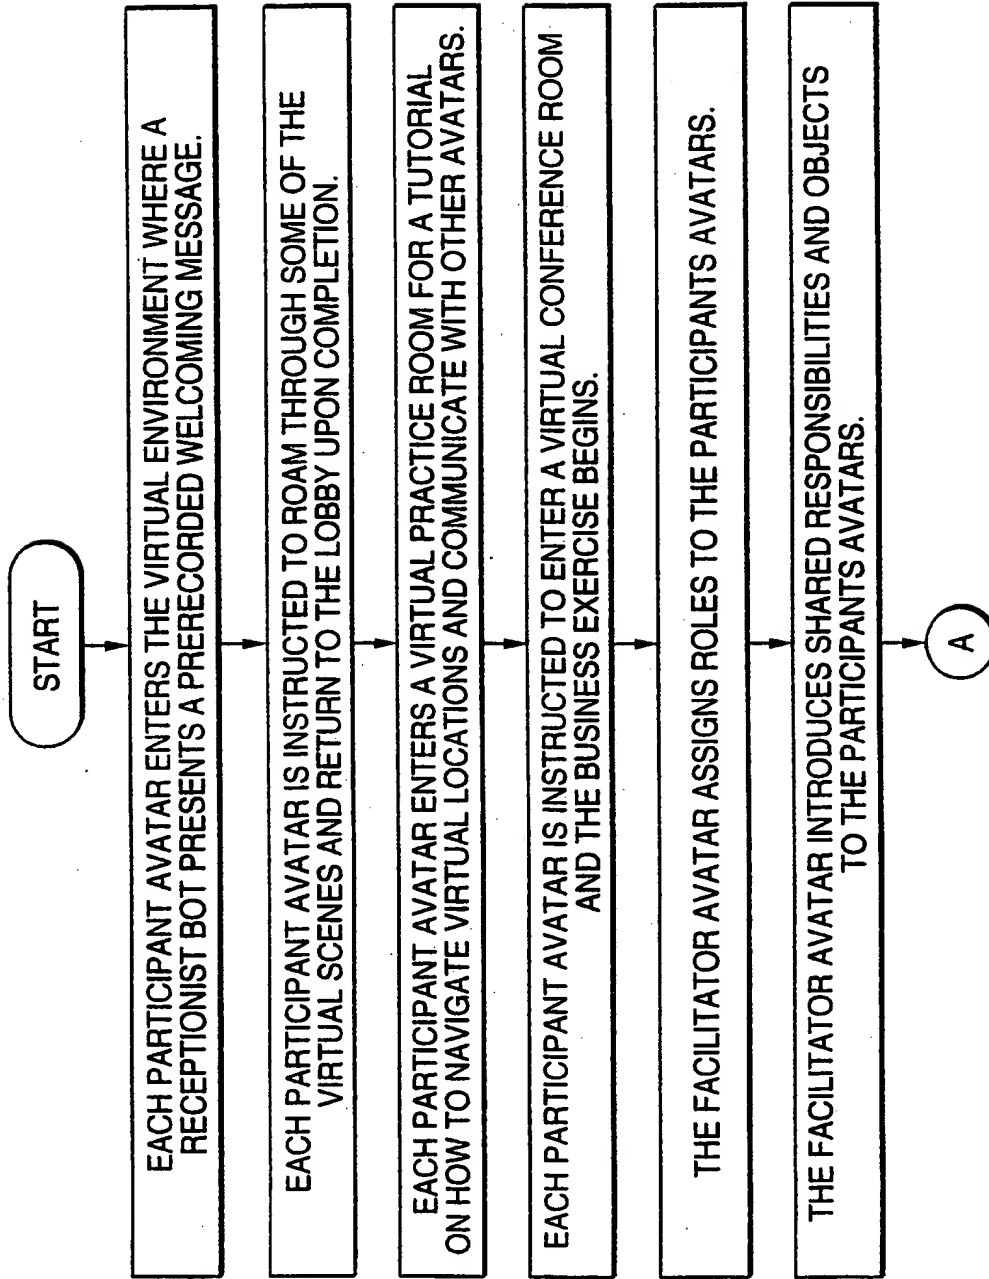 START
EACH PARTICIPANT AVATAR ENTERS THE VIRTUAL ENVIRONMENT WHERE A
RECEPTIONIST BOT PRESENTS A PRERECORDED WELCOMING MESSAGE.
EACH PARTICIPANT AVATAR IS INSTRUCTED TO ROAM THROUGH SOME OF THE
VIRTUAL SCENES AND RETURN TO THE LOBBY UPON COMPLETION.
EACH PARTICIPANT AVATAR ENTERS A VIRTUAL PRACTICE ROOM FOR A TUTORIAL
ON HOW TO NAVIGATE VIRTUAL LOCATIONS AND COMMUNICATE WITH OTHER AVATARS.
EACH PARTICIPANT AVATAR IS INSTRUCTED TO ENTER A VIRTUAL CONFERENCE ROOM
AND THE BUSINESS EXERCISE BEGINS.
THE FACILITATOR AVATAR ASSIGNS ROLES TO THE PARTICIPANTS AVATARS.
THE FACILITATOR AVATAR INTRODUCES SHARED RESPONSIBILITIES AND OBJECTS
TO THE PARTICIPANTS AVATARS.
A